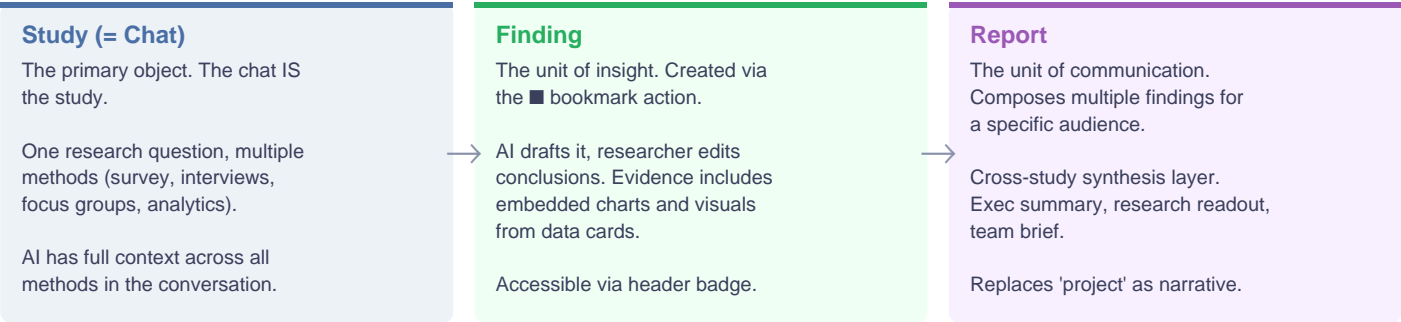 Study (= Chat)
The primary object. The chat IS
the study.
One research question, multiple
methods (survey, interviews,
focus groups, analytics).
AI has full context across all
methods in the conversation.
Finding
The unit of insight. Created via
the ■ bookmark action.
AI drafts it, researcher edits
conclusions. Evidence includes
embedded charts and visuals
from data cards.
Accessible via header badge.
Report
The unit of communication.
Composes multiple findings for
a specific audience.
Cross-study synthesis layer.
Exec summary, research readout,
team brief.
Replaces 'project' as narrative.